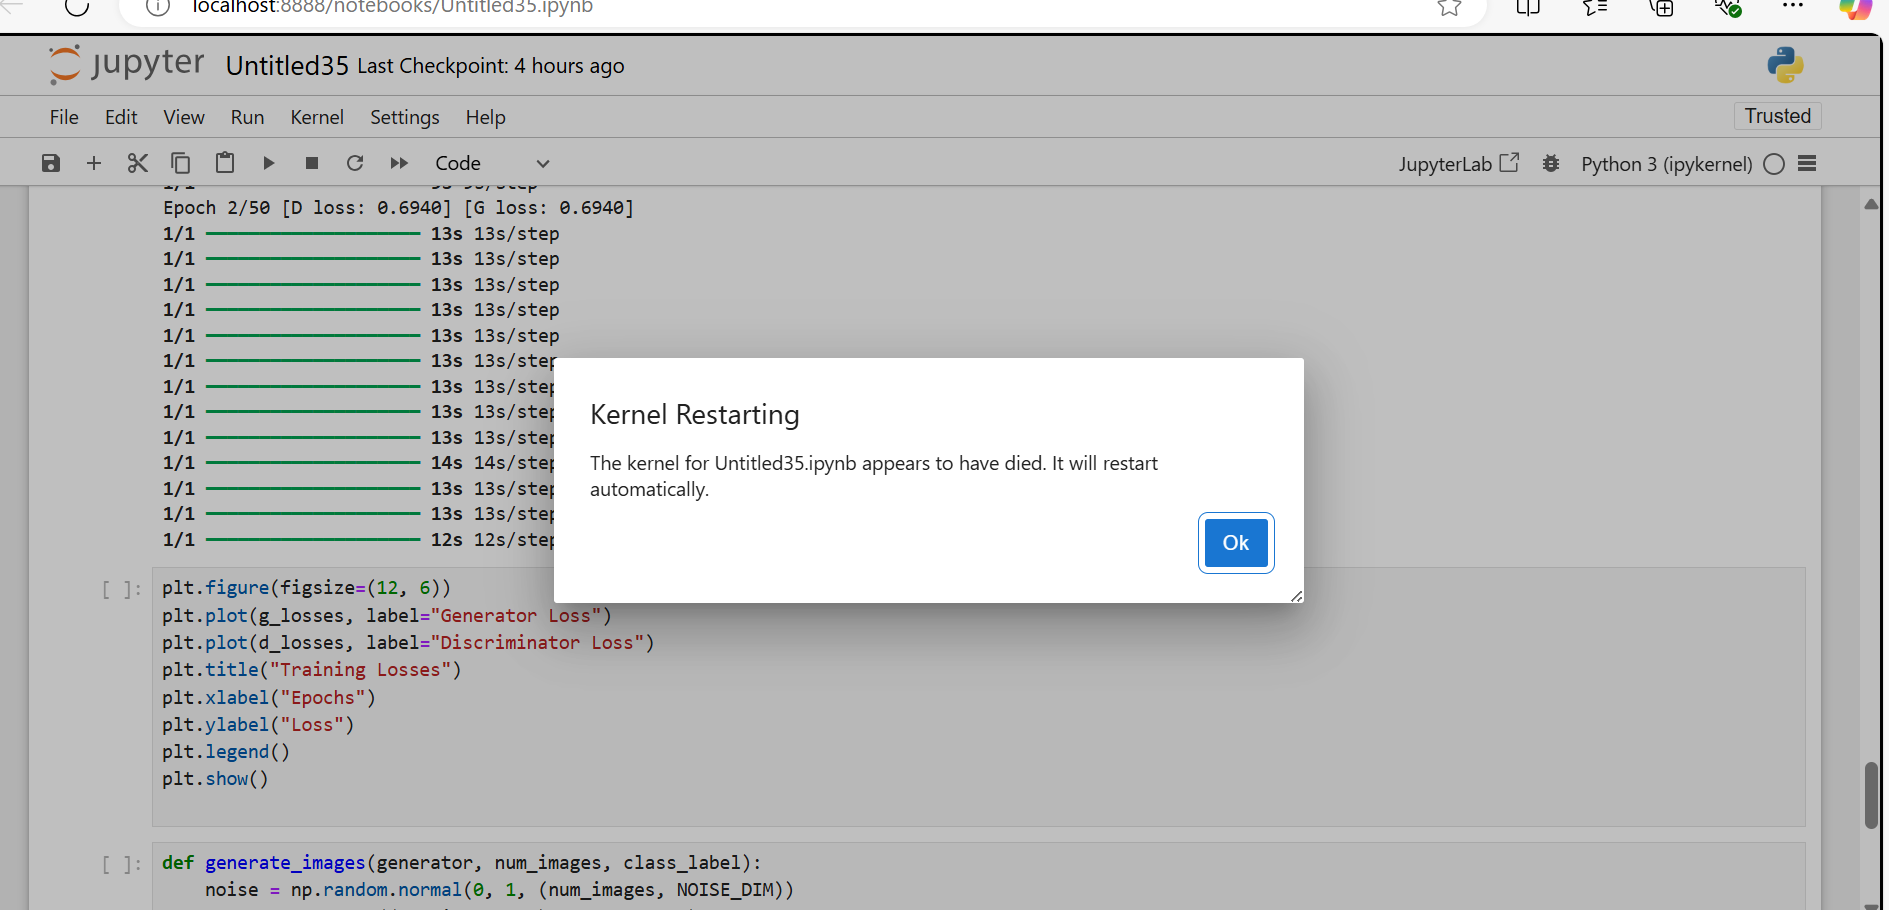 localhost:8888/notebooks/Untitled35.ipynb
jupyter Untitled35 Last Checkpoint: 4 hours ago
File Edit View Run Kernel Settings Help Trusted
Code JupyterLab Python 3 (ipykernel)
Epoch 2/50 [D loss: 0.6940] [G loss: 0.6940]
1/1 13s 13s/step
1/1 13s 13s/step
1/1 13s 13s/step
1/1 13s 13s/step
1/1 13s 13s/step
1/1 13s 13s/step
1/1 13s 13s/step
1/1 13s 13s/step
1/1 13s 13s/step
1/1 14s 14s/step
1/1 13s 13s/step
1/1 13s 13s/step
1/1 12s 12s/step
Kernel Restarting
The kernel for Untitled35.ipynb appears to have died. It will restart
automatically.
Ok
[ ]: plt.figure(figsize=(12, 6))
plt.plot(g_losses, label="Generator Loss")
plt.plot(d_losses, label="Discriminator Loss")
plt.title("Training Losses")
plt.xlabel("Epochs")
plt.ylabel("Loss")
plt.legend()
plt.show()
[ ]: def generate_images(generator, num_images, class_label):
noise = np.random.normal(0, 1, (num_images, NOISE_DIM))